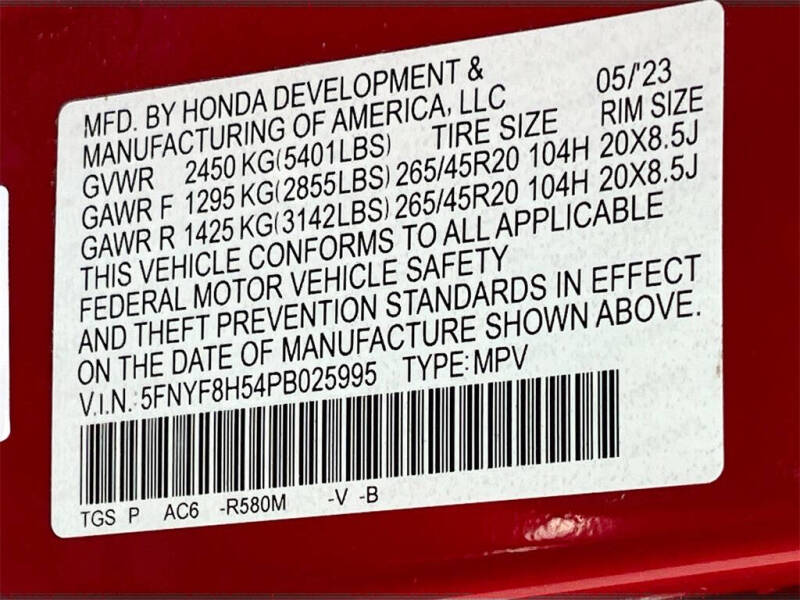 MFD. BY HONDA DEVELOPMENT &
MANUFACTURING OF AMERICA, LLC 05/'23
GVWR 2450 KG(5401LBS) TIRE SIZE RIM SIZE
GAWR F 1295 KG(2855LBS) 265/45R20 104H 20X8.5J
GAWR R 1425 KG(3142LBS) 265/45R20 104H 20X8.5J
THIS VEHICLE CONFORMS TO ALL APPLICABLE
FEDERAL MOTOR VEHICLE SAFETY
AND THEFT PREVENTION STANDARDS IN EFFECT
ON THE DATE OF MANUFACTURE SHOWN ABOVE.
V.I.N.:5FNYF8H54PB025995 TYPE:MPV
TGS P AC6 -R580M -V -B